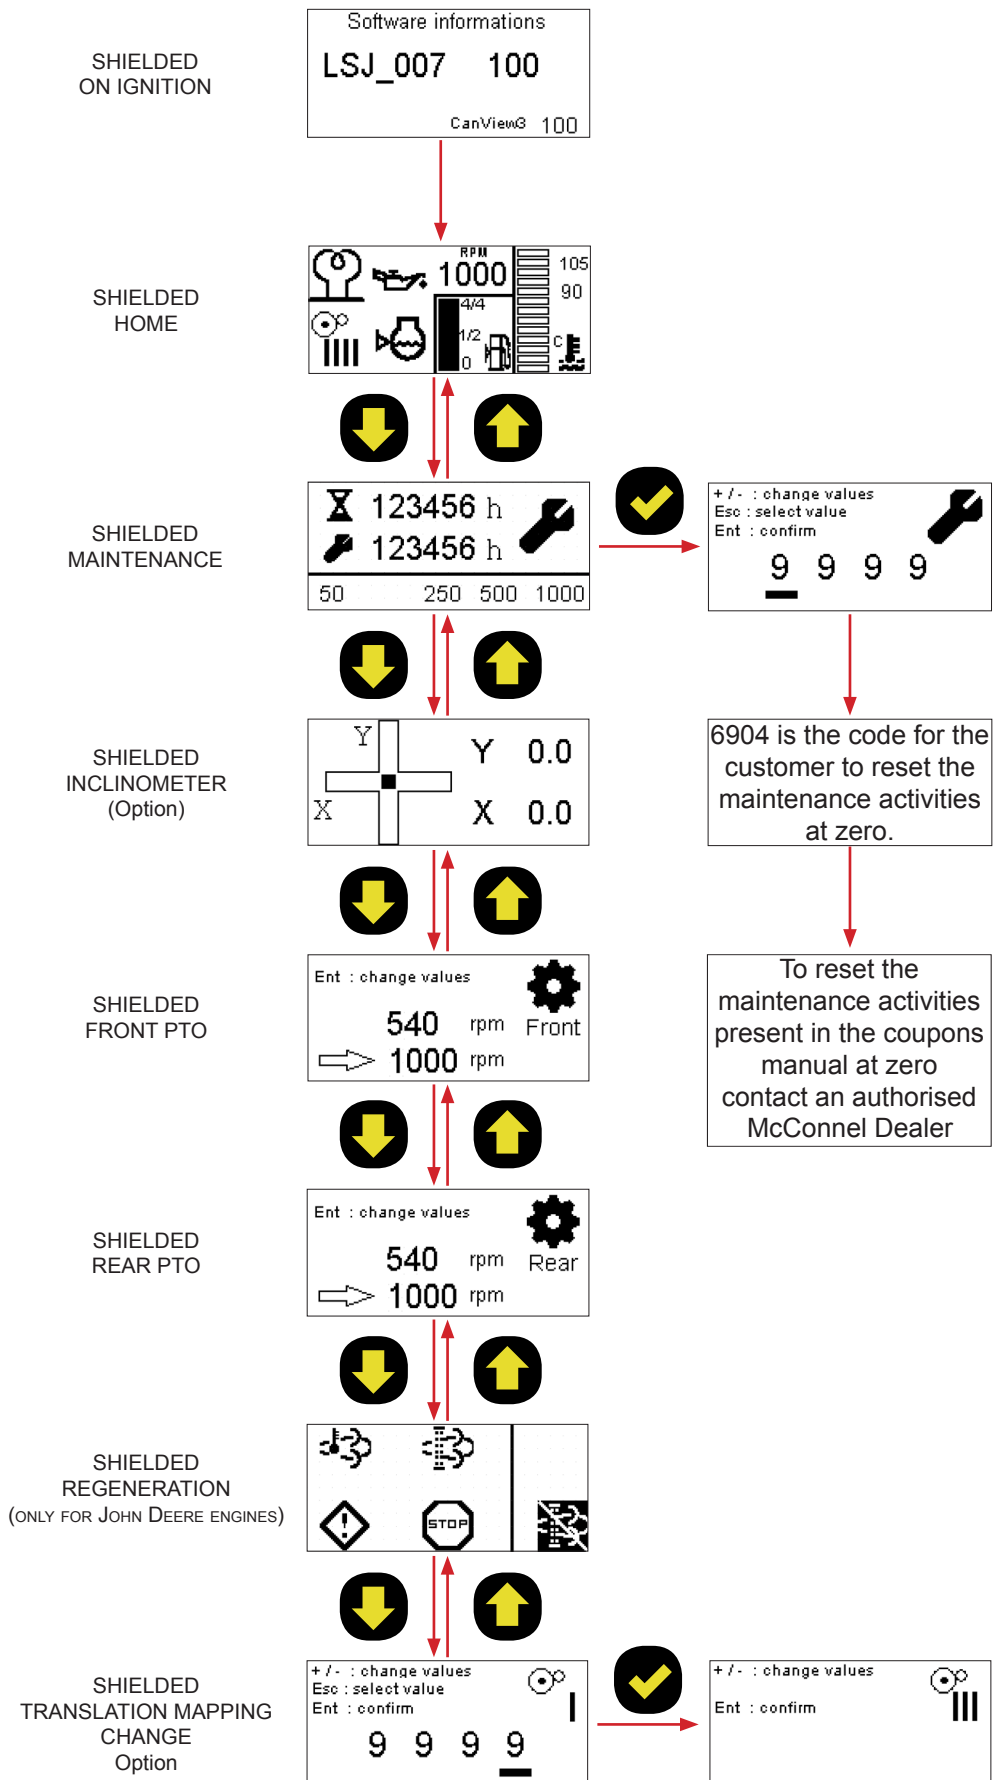 Software informations
LSJ_007 100
CanView3 100
SHIELDED
ON IGNITION
SHIELDED
HOME
RPM
1000
4/4
1/2
0
105
90
C
SHIELDED
MAINTENANCE
123456 h
123456 h
50 250 500 1000
+ / - : change values
Esc : select value
Ent : confirm
9 9 9 9
SHIELDED
INCLINOMETER
(Option)
Y
X
Y 0.0
X 0.0
6904 is the code for the
customer to reset the
maintenance activities
at zero.
SHIELDED
FRONT PTO
Ent : change values
540 rpm
1000 rpm
Front
To reset the
maintenance activities
present in the coupons
manual at zero
contact an authorised
McConnel Dealer
SHIELDED
REAR PTO
Ent : change values
540 rpm
1000 rpm
Rear
SHIELDED
REGENERATION
(ONLY FOR JOHN DEERE ENGINES)
STOP
SHIELDED
TRANSLATION MAPPING
CHANGE
Option
+ / - : change values
Esc : select value
Ent : confirm
9 9 9 9
+ / - : change values
Ent : confirm